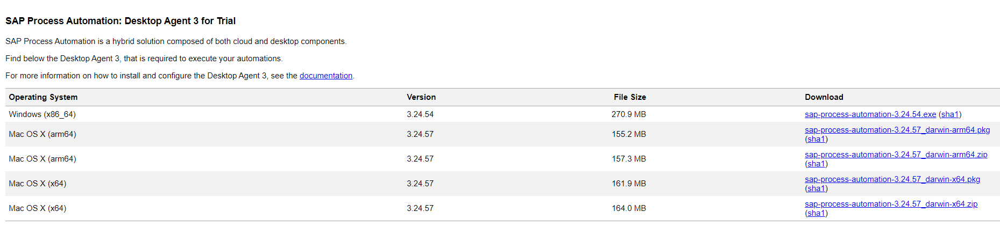 SAP Process Automation: Desktop Agent 3 for Trial
SAP Process Automation is a hybrid solution composed of both cloud and desktop components.
Find below the Desktop Agent 3, that is required to execute your automations.
For more information on how to install and configure the Desktop Agent 3, see the documentation.
Operating System Version File Size Download
Windows (x86_64) 3.24.54 270.9 MB sap-process-automation-3.24.54.exe (sha1)
Mac OS X (arm64) 3.24.57 155.2 MB sap-process-automation-3.24.57_darwin-arm64.pkg
(sha1)
Mac OS X (arm64) 3.24.57 157.3 MB sap-process-automation-3.24.57_darwin-arm64.zip
(sha1)
Mac OS X (x64) 3.24.57 161.9 MB sap-process-automation-3.24.57_darwin-x64.pkg
(sha1)
Mac OS X (x64) 3.24.57 164.0 MB sap-process-automation-3.24.57_darwin-x64.zip
(sha1)